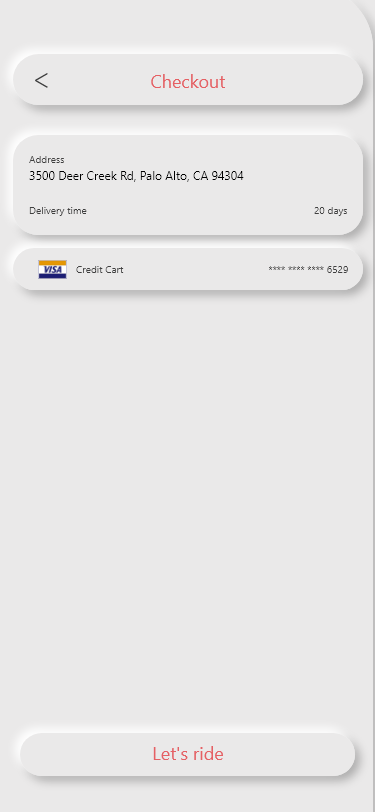 <
Checkout
Address
3500 Deer Creek Rd, Palo Alto, CA 94304
Delivery time 20 days
VISA Credit Cart **** **** **** 6529
Let's ride